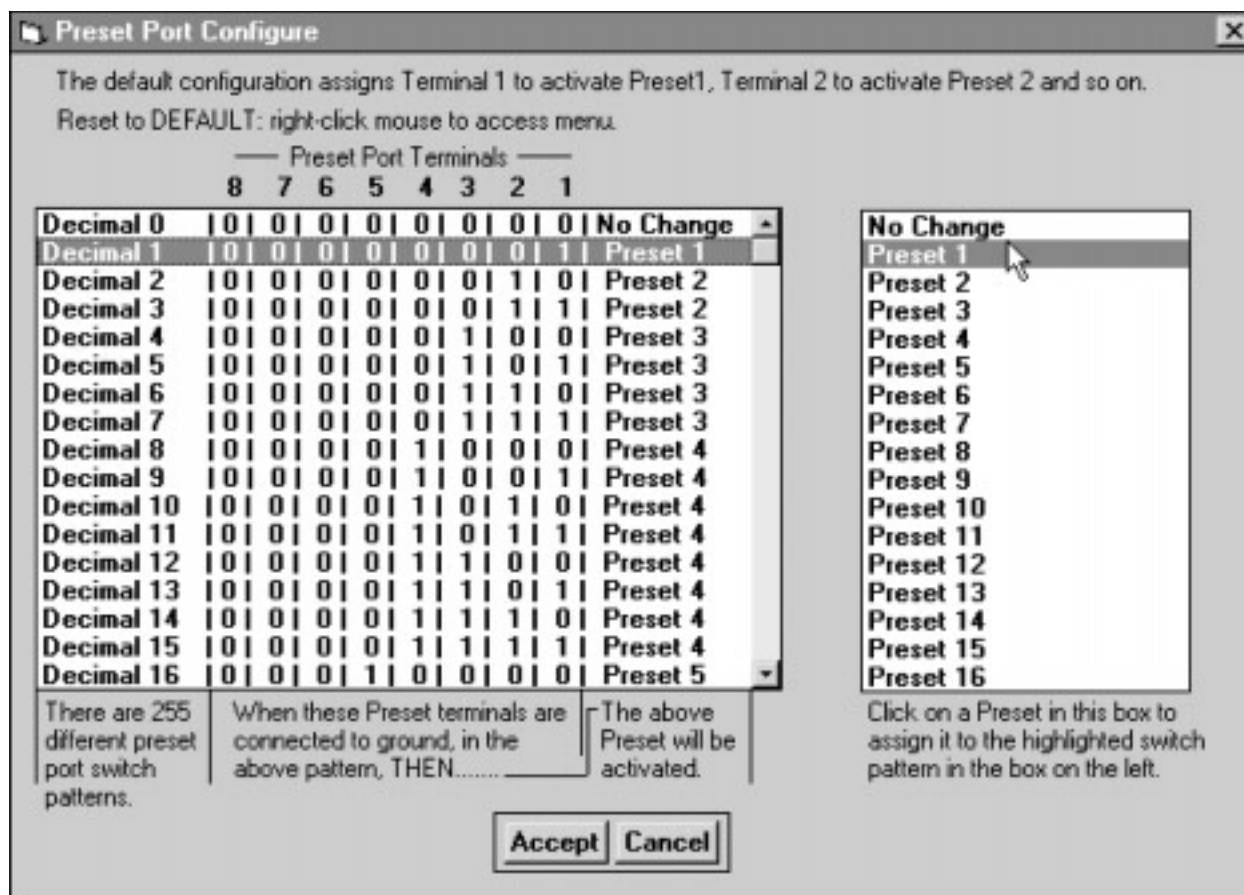 Preset Port Configure
The default configuration assigns Terminal 1 to activate Preset1, Terminal 2 to activate Preset 2 and so on.
Reset to DEFAULT: right-click mouse to access menu.
Preset Port Terminals
8 7 6 5 4 3 2 1
Decimal 0 | 0 | 0 | 0 | 0 | 0 | 0 | 0 | 0 | No Change
Decimal 1 | 0 | 0 | 0 | 0 | 0 | 0 | 0 | 1 | Preset 1
Decimal 2 | 0 | 0 | 0 | 0 | 0 | 0 | 1 | 0 | Preset 2
Decimal 3 | 0 | 0 | 0 | 0 | 0 | 0 | 1 | 1 | Preset 2
Decimal 4 | 0 | 0 | 0 | 0 | 0 | 1 | 0 | 0 | Preset 3
Decimal 5 | 0 | 0 | 0 | 0 | 0 | 1 | 0 | 1 | Preset 3
Decimal 6 | 0 | 0 | 0 | 0 | 0 | 1 | 1 | 0 | Preset 3
Decimal 7 | 0 | 0 | 0 | 0 | 0 | 1 | 1 | 1 | Preset 3
Decimal 8 | 0 | 0 | 0 | 0 | 1 | 0 | 0 | 0 | Preset 4
Decimal 9 | 0 | 0 | 0 | 0 | 1 | 0 | 0 | 1 | Preset 4
Decimal 10 | 0 | 0 | 0 | 0 | 1 | 0 | 1 | 0 | Preset 4
Decimal 11 | 0 | 0 | 0 | 0 | 1 | 0 | 1 | 1 | Preset 4
Decimal 12 | 0 | 0 | 0 | 0 | 1 | 1 | 0 | 0 | Preset 4
Decimal 13 | 0 | 0 | 0 | 0 | 1 | 1 | 0 | 1 | Preset 4
Decimal 14 | 0 | 0 | 0 | 0 | 1 | 1 | 1 | 0 | Preset 4
Decimal 15 | 0 | 0 | 0 | 0 | 1 | 1 | 1 | 1 | Preset 4
Decimal 16 | 0 | 0 | 0 | 1 | 0 | 0 | 0 | 0 | Preset 5
There are 255
different preset
port switch
patterns.
When these Preset terminals are
connected to ground, in the
above pattern, THEN.......
The above
Preset will be
activated.
No Change
Preset 1
Preset 2
Preset 3
Preset 4
Preset 5
Preset 6
Preset 7
Preset 8
Preset 9
Preset 10
Preset 11
Preset 12
Preset 13
Preset 14
Preset 15
Preset 16
Click on a Preset in this box to
assign it to the highlighted switch
pattern in the box on the left.
Accept Cancel